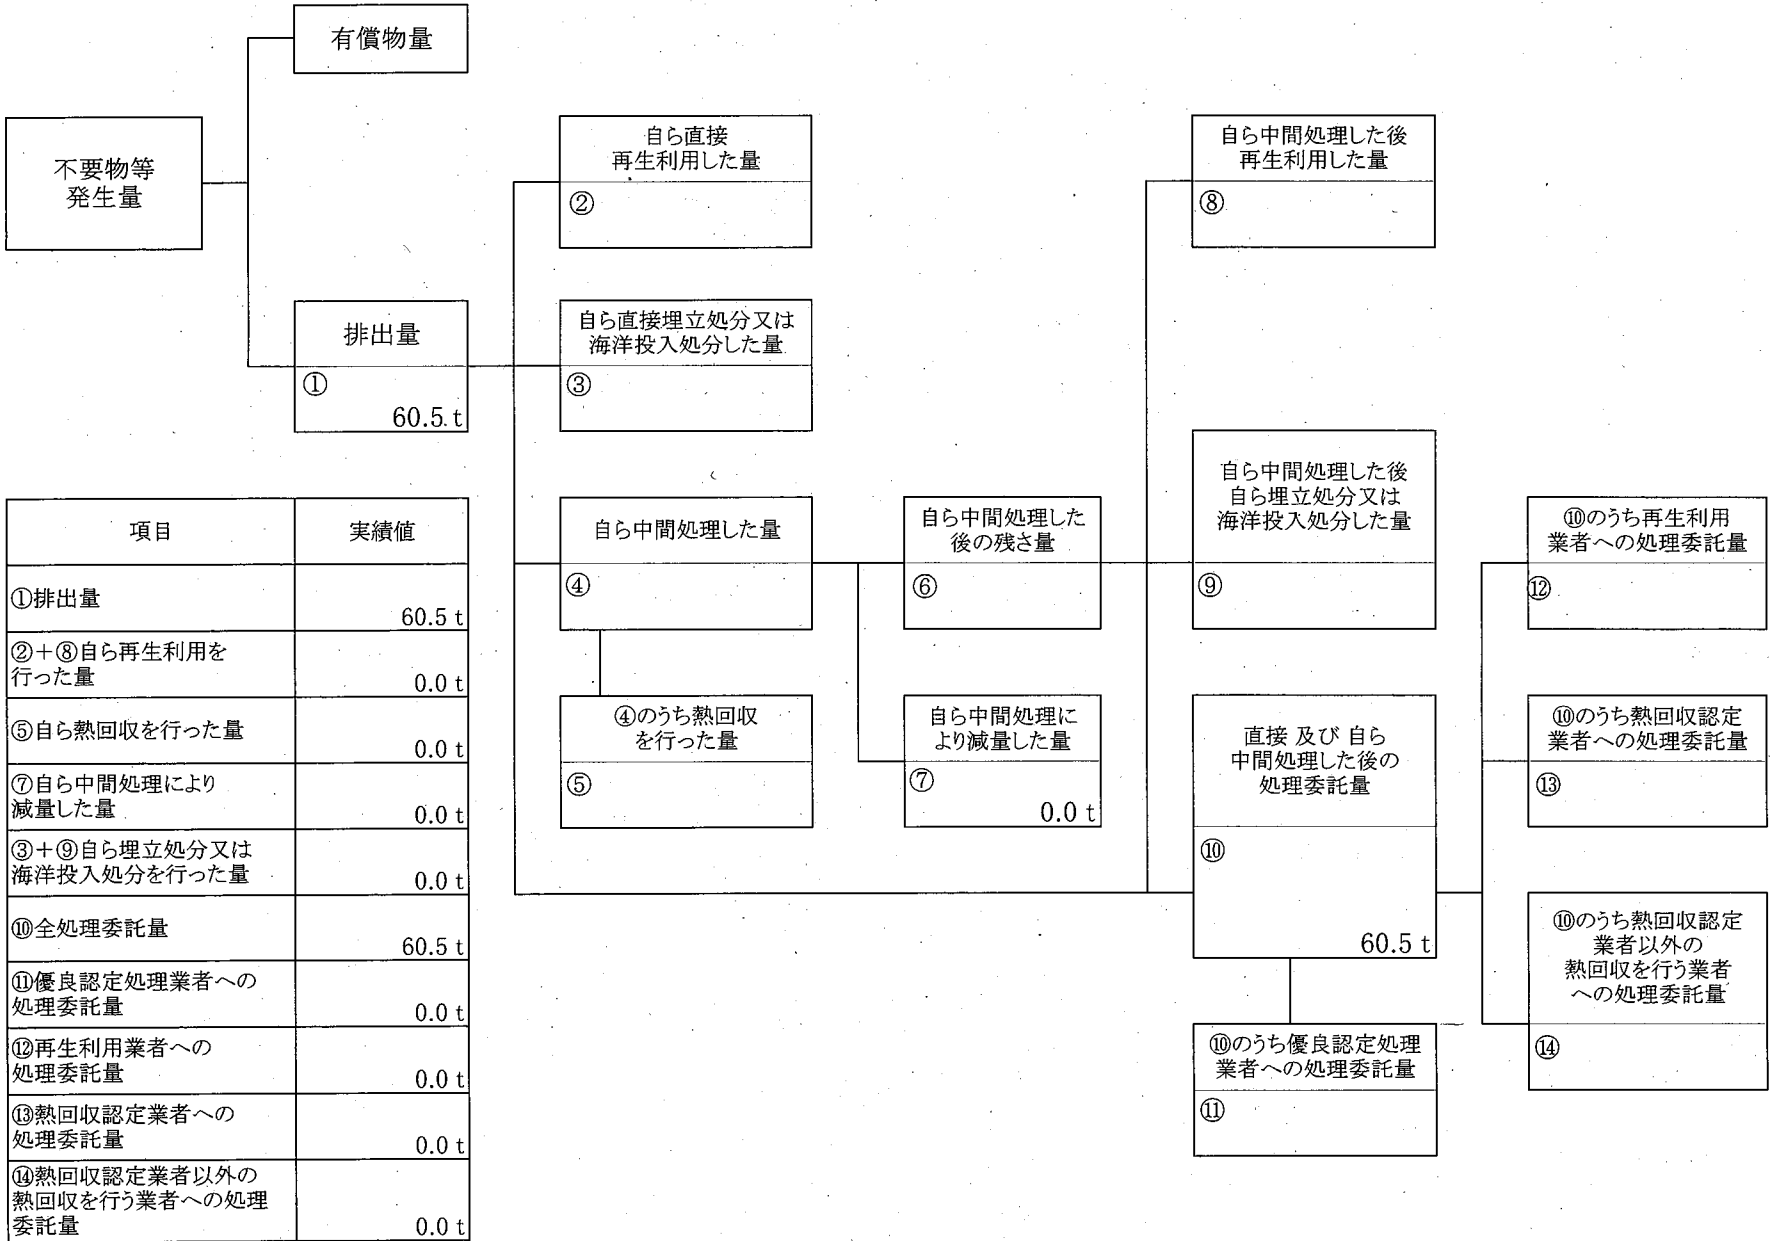 有償物量
不要物等
発生量
排出量
①
60.5 t
自ら直接
再生利用した量
②
自ら直接埋立処分又は
海洋投入処分した量
③
自ら中間処理した量
④
④のうち熱回収
を行った量
⑤
自ら中間処理した
後の残さ量
⑥
自ら中間処理に
より減量した量
⑦
0.0 t
自ら中間処理した後
再生利用した量
⑧
自ら中間処理した後
自ら埋立処分又は
海洋投入処分した量
⑨
直接 及び 自ら
中間処理した後の
処理委託量
⑩
60.5 t
⑩のうち優良認定処理
業者への処理委託量
⑪
⑩のうち再生利用
業者への処理委託量
⑫
⑩のうち熱回収認定
業者への処理委託量
⑬
⑩のうち熱回収認定
業者以外の
熱回収を行う業者
への処理委託量
⑭
項目 実績値
①排出量
60.5 t
②+⑧自ら再生利用を
行った量
0.0 t
⑤自ら熱回収を行った量
0.0 t
⑦自ら中間処理により
減量した量
0.0 t
③+⑨自ら埋立処分又は
海洋投入処分を行った量
0.0 t
⑩全処理委託量
60.5 t
⑪優良認定処理業者への
処理委託量
0.0 t
⑫再生利用業者への
処理委託量
0.0 t
⑬熱回収認定業者への
処理委託量
0.0 t
⑭熱回収認定業者以外の
熱回収を行う業者への処理
委託量
0.0 t